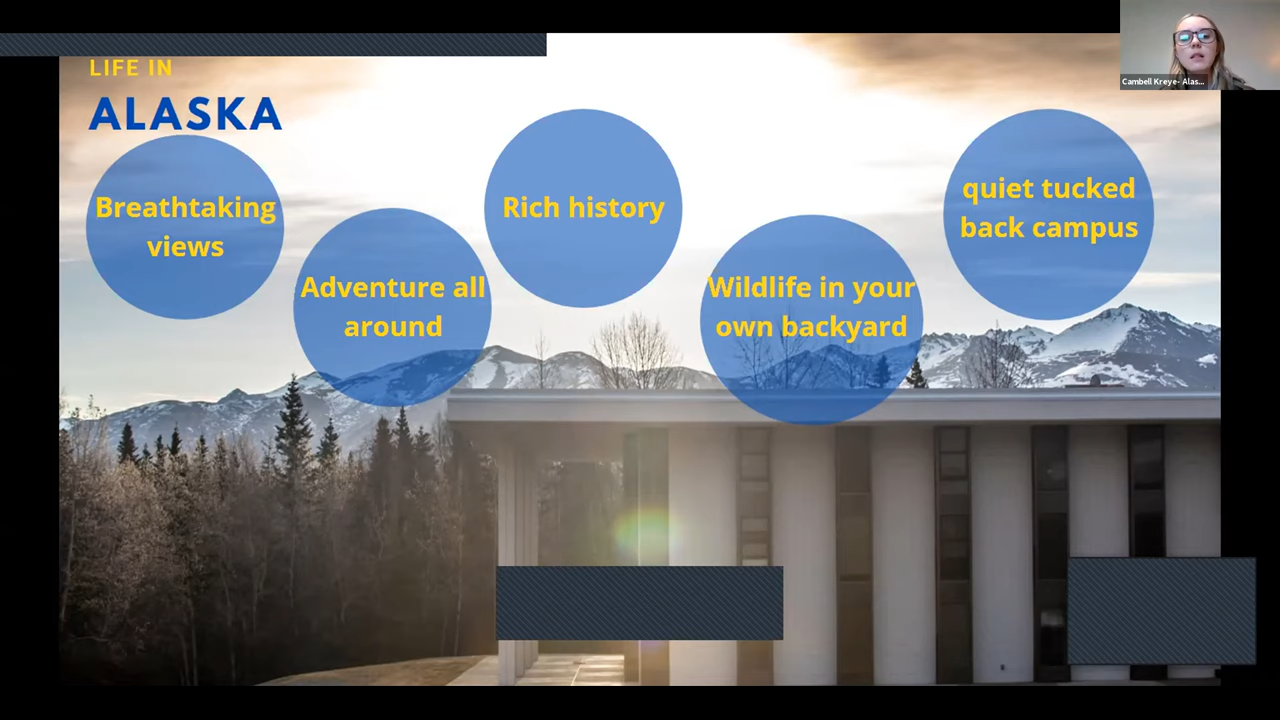 LIFE IN
ALASKA
Breathtaking
views
Adventure all
around
Rich history
Wildlife in your
own backyard
quiet tucked
back campus
Cambell Kreye- Alas...